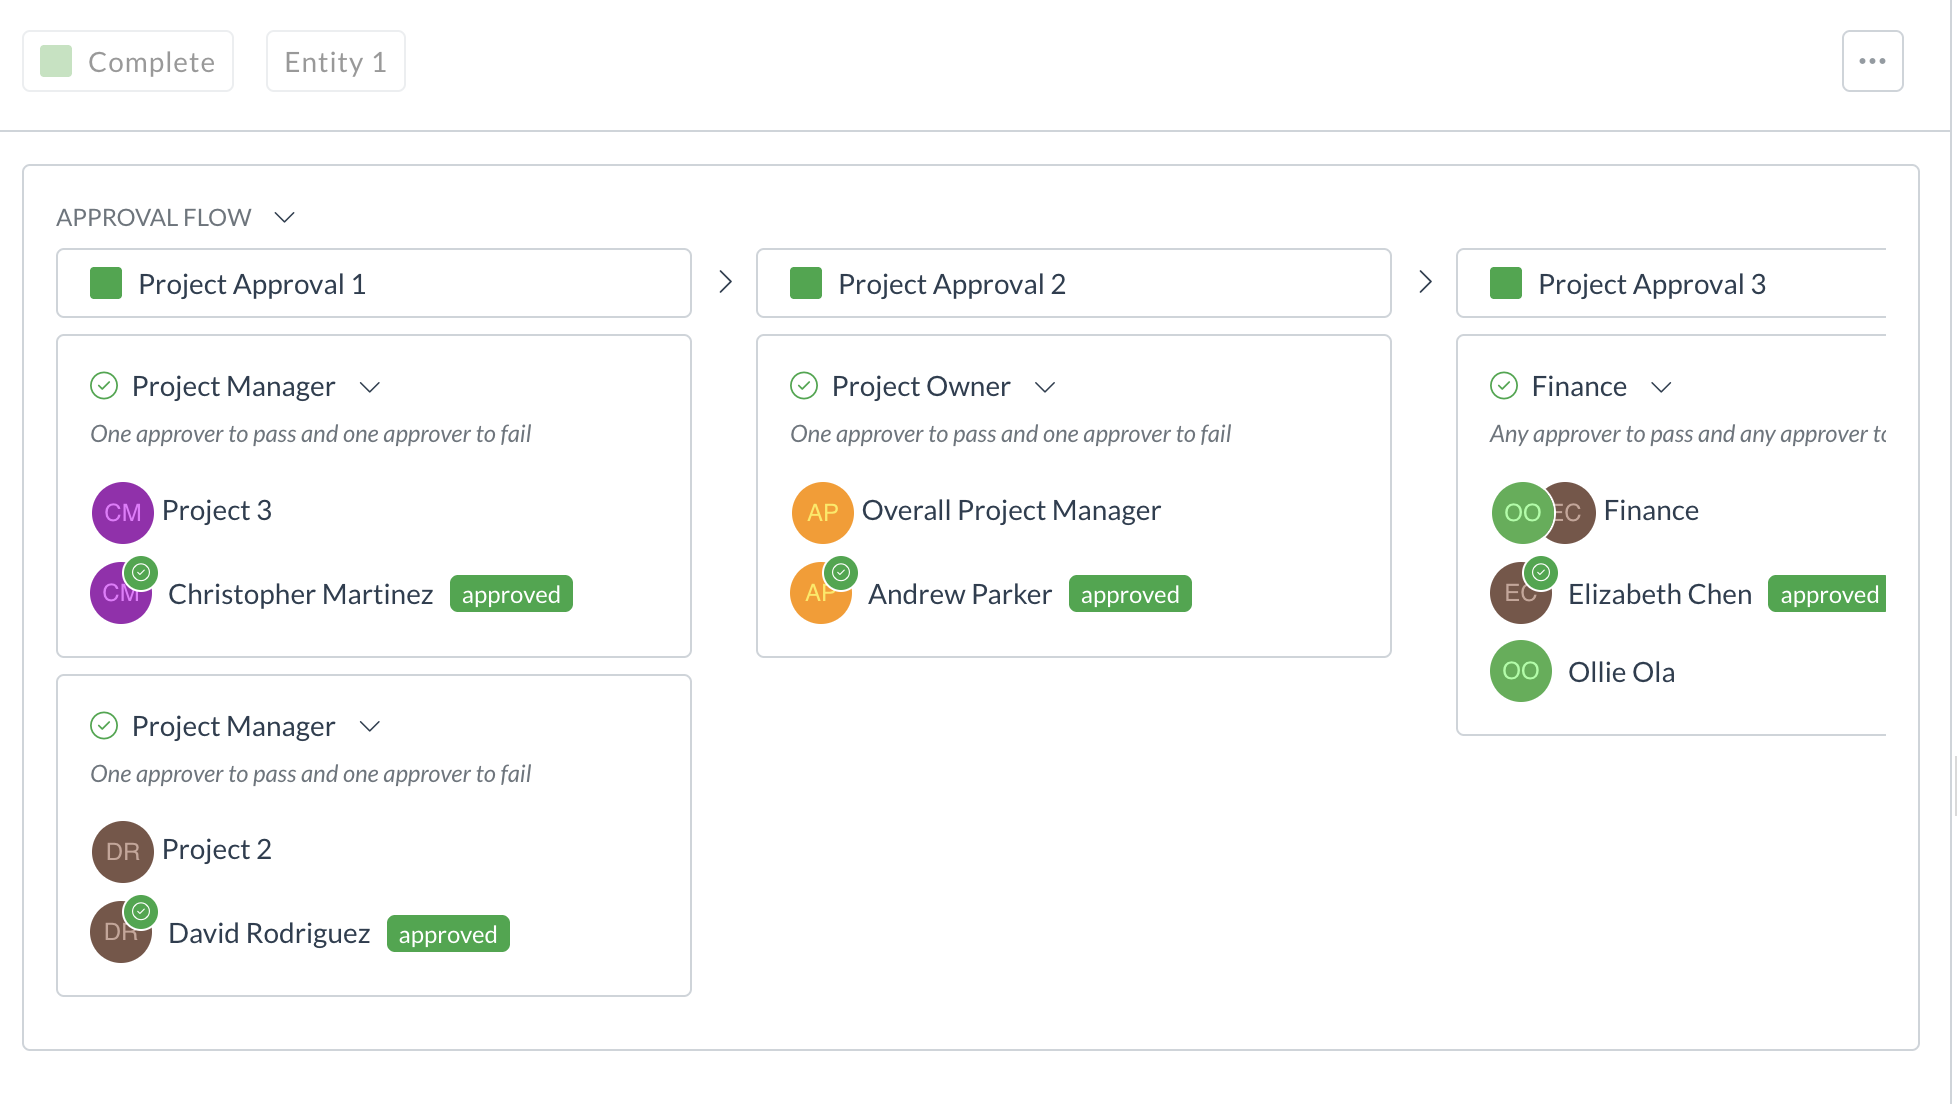 Complete
Entity 1
APPROVAL FLOW
Project Approval 1
Project Manager
One approver to pass and one approver to fail
CM Project 3
CM Christopher Martinez approved
Project Manager
One approver to pass and one approver to fail
DR Project 2
DR David Rodriguez approved
Project Approval 2
Project Owner
One approver to pass and one approver to fail
AP Overall Project Manager
AP Andrew Parker approved
Project Approval 3
Finance
Any approver to pass and any approver to
OO EC Finance
EC Elizabeth Chen approved
OO Ollie Ola